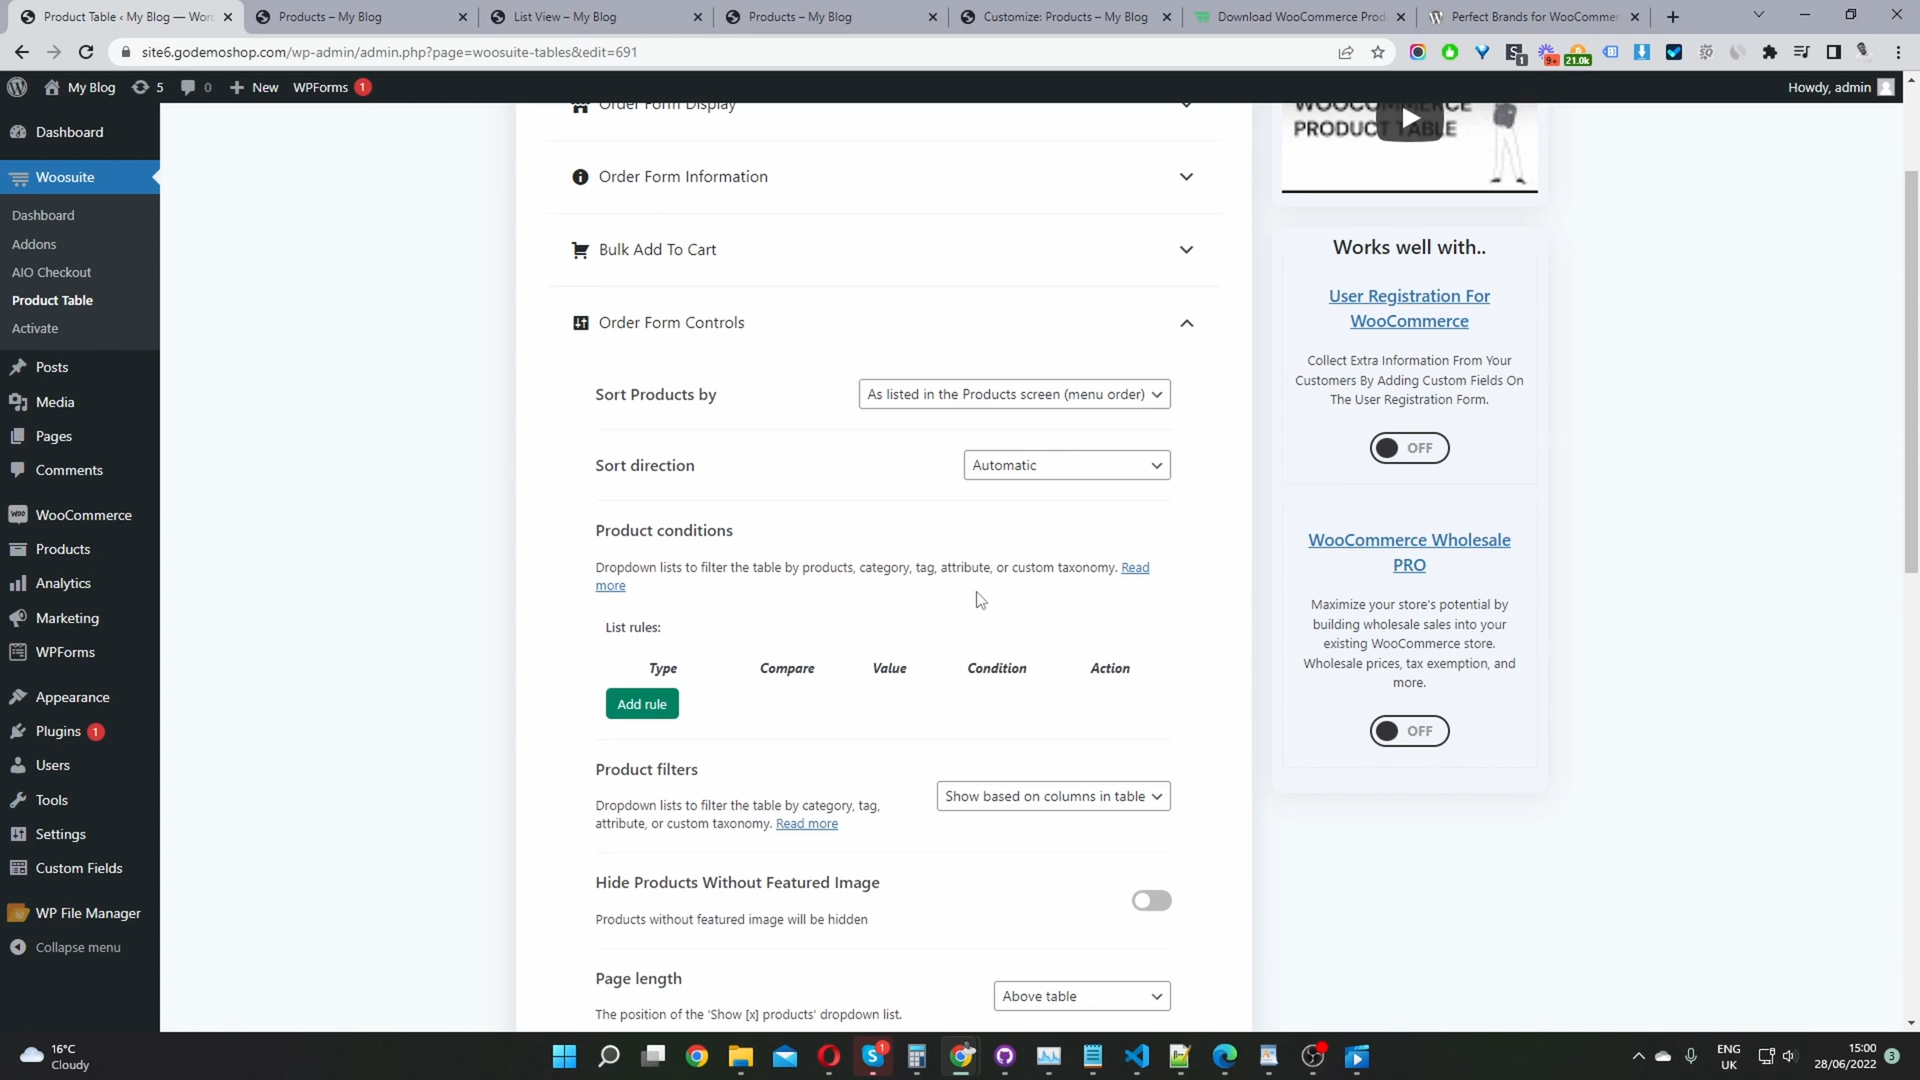 Product Table ‹ My Blog — Wor
Products – My Blog
List View – My Blog
Products – My Blog
Customize: Products – My Blog
Download WooCommerce Prod
Perfect Brands for WooCommer
site6.godemoshop.com/wp-admin/admin.php?page=woosuite-tables&edit=691
1
9+
21.0k
My Blog
5
0
New
WPForms
1
Howdy, admin
Dashboard
Woosuite
Dashboard
Addons
AIO Checkout
Product Table
Activate
Posts
Media
Pages
Comments
WooCommerce
Products
Analytics
Marketing
WPForms
Appearance
Plugins 1
Users
Tools
Settings
Custom Fields
WP File Manager
Collapse menu
Order Form Display
Order Form Information
Bulk Add To Cart
Order Form Controls
Sort Products by
As listed in the Products screen (menu order)
Sort direction
Automatic
Product conditions
Dropdown lists to filter the table by products, category, tag, attribute, or custom taxonomy. Read
more
List rules:
Type Compare Value Condition Action
Add rule
Product filters
Dropdown lists to filter the table by category, tag,
attribute, or custom taxonomy. Read more
Show based on columns in table
Hide Products Without Featured Image
Products without featured image will be hidden
Page length
The position of the 'Show [x] products' dropdown list.
Above table
WOOCOMMERCE
PRODUCT TABLE
Works well with..
User Registration For
WooCommerce
Collect Extra Information From Your
Customers By Adding Custom Fields On
The User Registration Form.
OFF
WooCommerce Wholesale
PRO
Maximize your store's potential by
building wholesale sales into your
existing WooCommerce store.
Wholesale prices, tax exemption, and
more.
OFF
16°C
Cloudy
1
ENG
UK
15:00
28/06/2022
3